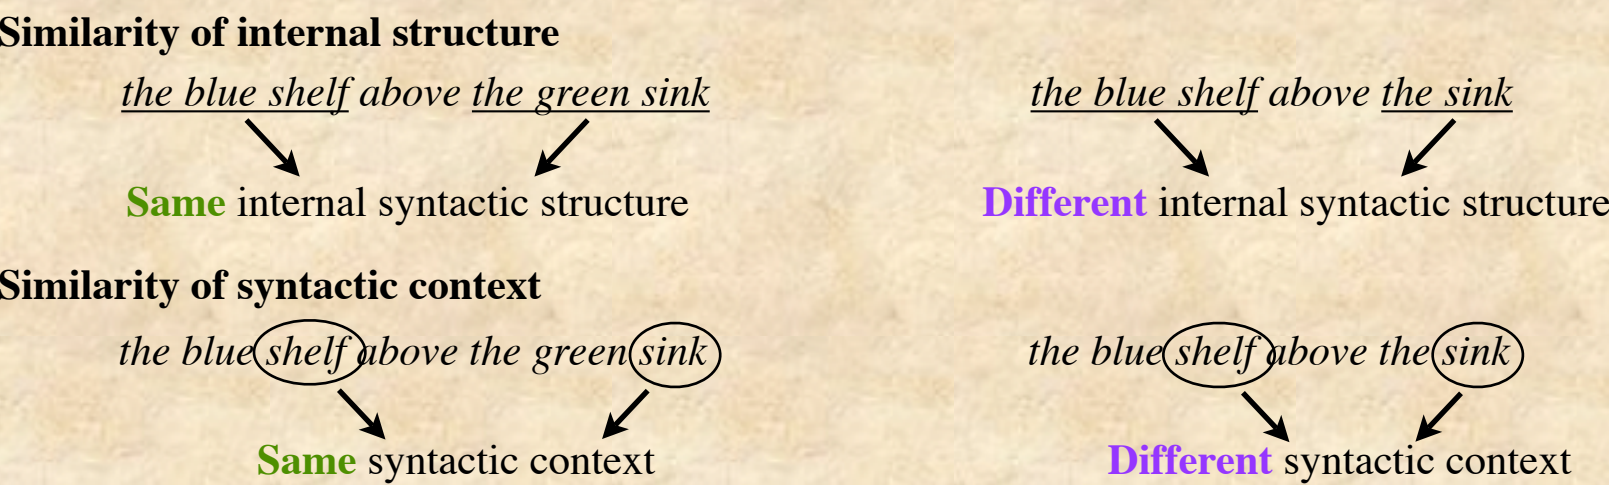 Similarity of internal structure
the blue shelf above the green sink
the blue shelf above the sink
Same internal syntactic structure
Different internal syntactic structure
Similarity of syntactic context
the blue shelf above the green sink
the blue shelf above the sink
Same syntactic context
Different syntactic context